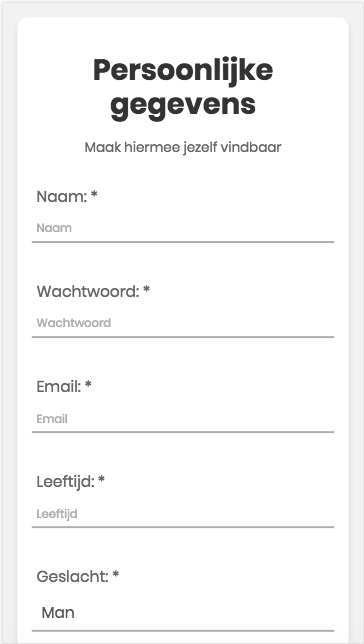 Persoonlijke
gegevens
Maak hiermee jezelf vindbaar
Naam: *
Naam
Wachtwoord: *
Wachtwoord
Email: *
Email
Leeftijd: *
Leeftijd
Geslacht: *
Man